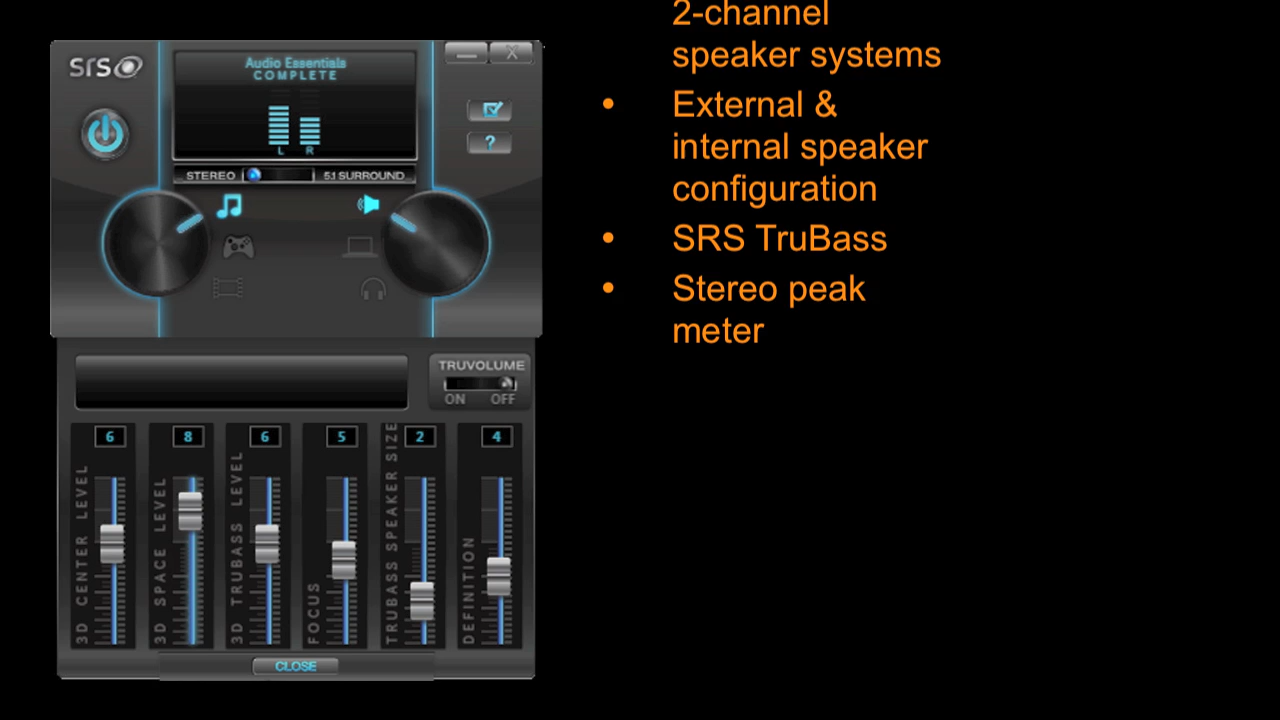 SRS
Audio Essentials
COMPLETE
L R
STEREO 5.1 SURROUND
?
X
TRUVOLUME
ON OFF
6 8 6 5 2 4
3D CENTER LEVEL
3D SPACE LEVEL
3D TRUBASS LEVEL
FOCUS
TRUBASS SPEAKER SIZE
DEFINITION
CLOSE
2-channel
speaker systems
• External &
internal speaker
configuration
• SRS TruBass
• Stereo peak
meter